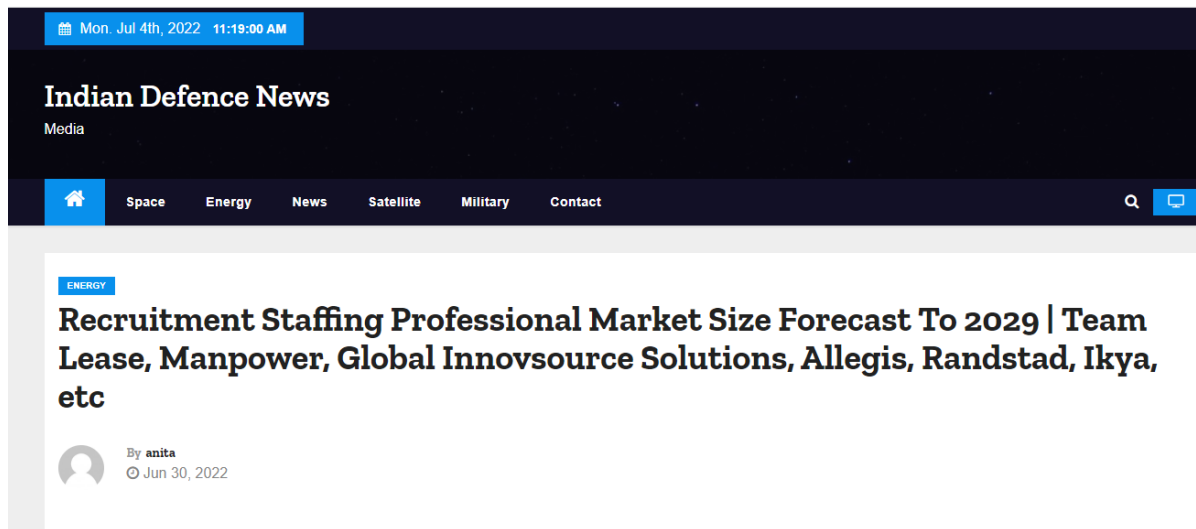 Mon. Jul 4th, 2022 11:19:00 AM
Indian Defence News
Media
Space Energy News Satellite Military Contact
ENERGY
Recruitment Staffing Professional Market Size Forecast To 2029 | Team
Lease, Manpower, Global Innovsource Solutions, Allegis, Randstad, Ikya,
etc
By anita
Jun 30, 2022